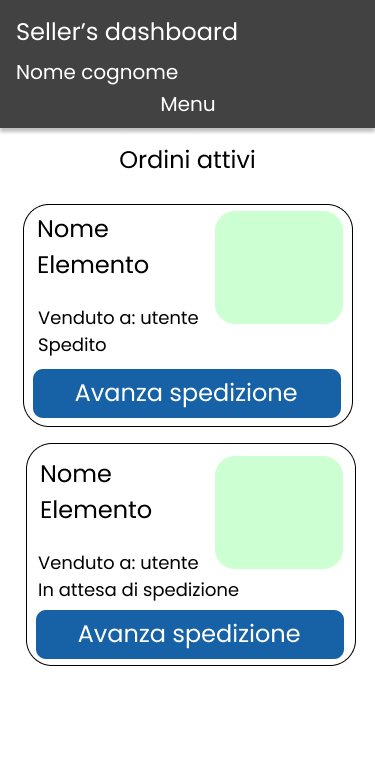 Seller’s dashboard
Nome cognome
Menu
Ordini attivi
Nome
Elemento
Venduto a: utente
Spedito
Avanza spedizione
Nome
Elemento
Venduto a: utente
In attesa di spedizione
Avanza spedizione